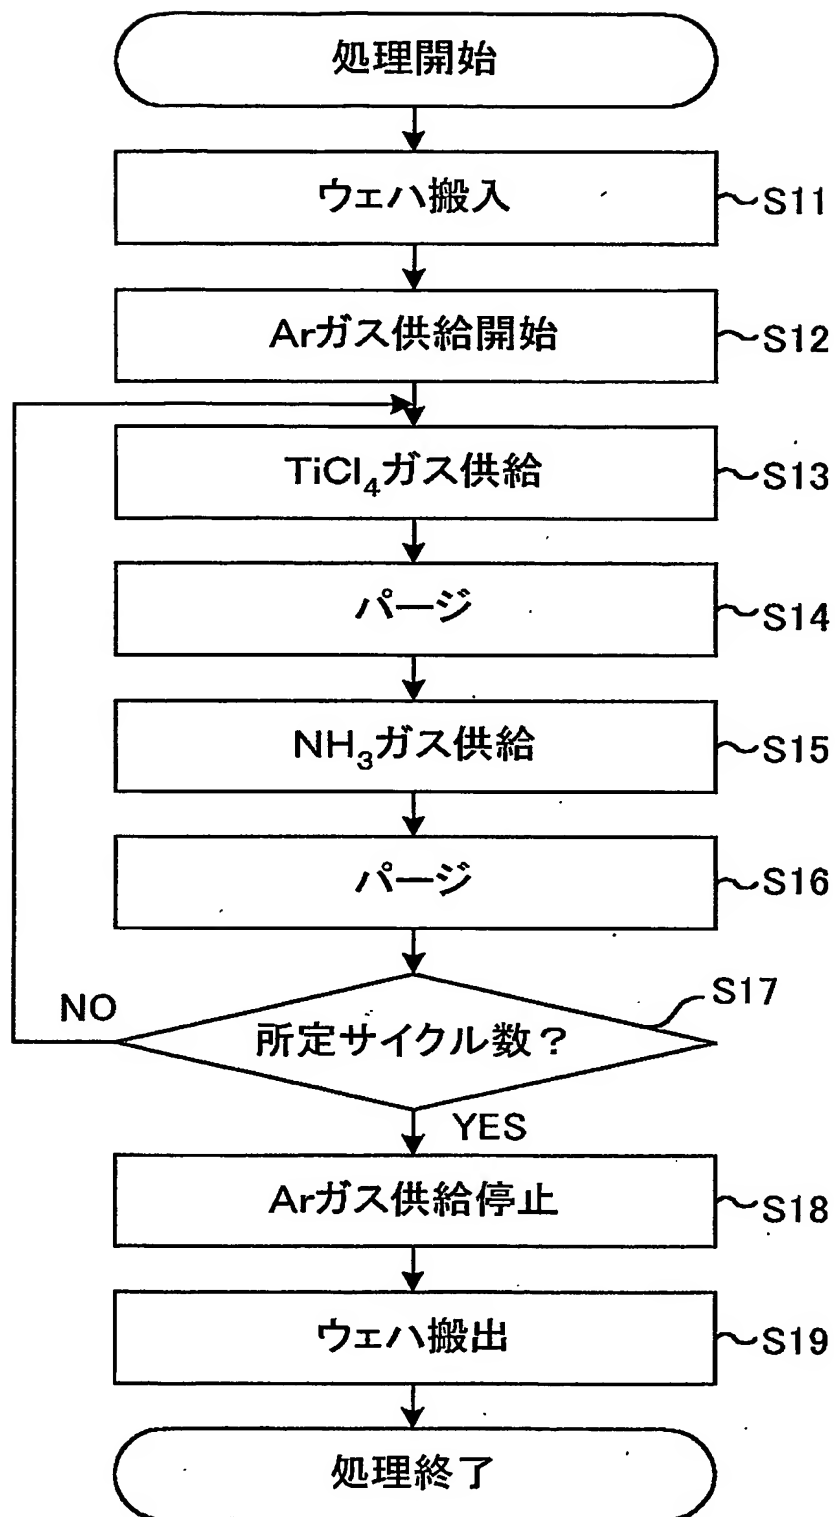 処理開始
ウェハ搬入
S11
Arガス供給開始
S12
TiCl₄ガス供給
S13
パージ
S14
NH₃ガス供給
S15
パージ
S16
所定サイクル数？
S17
NO
YES
Arガス供給停止
S18
ウェハ搬出
S19
処理終了